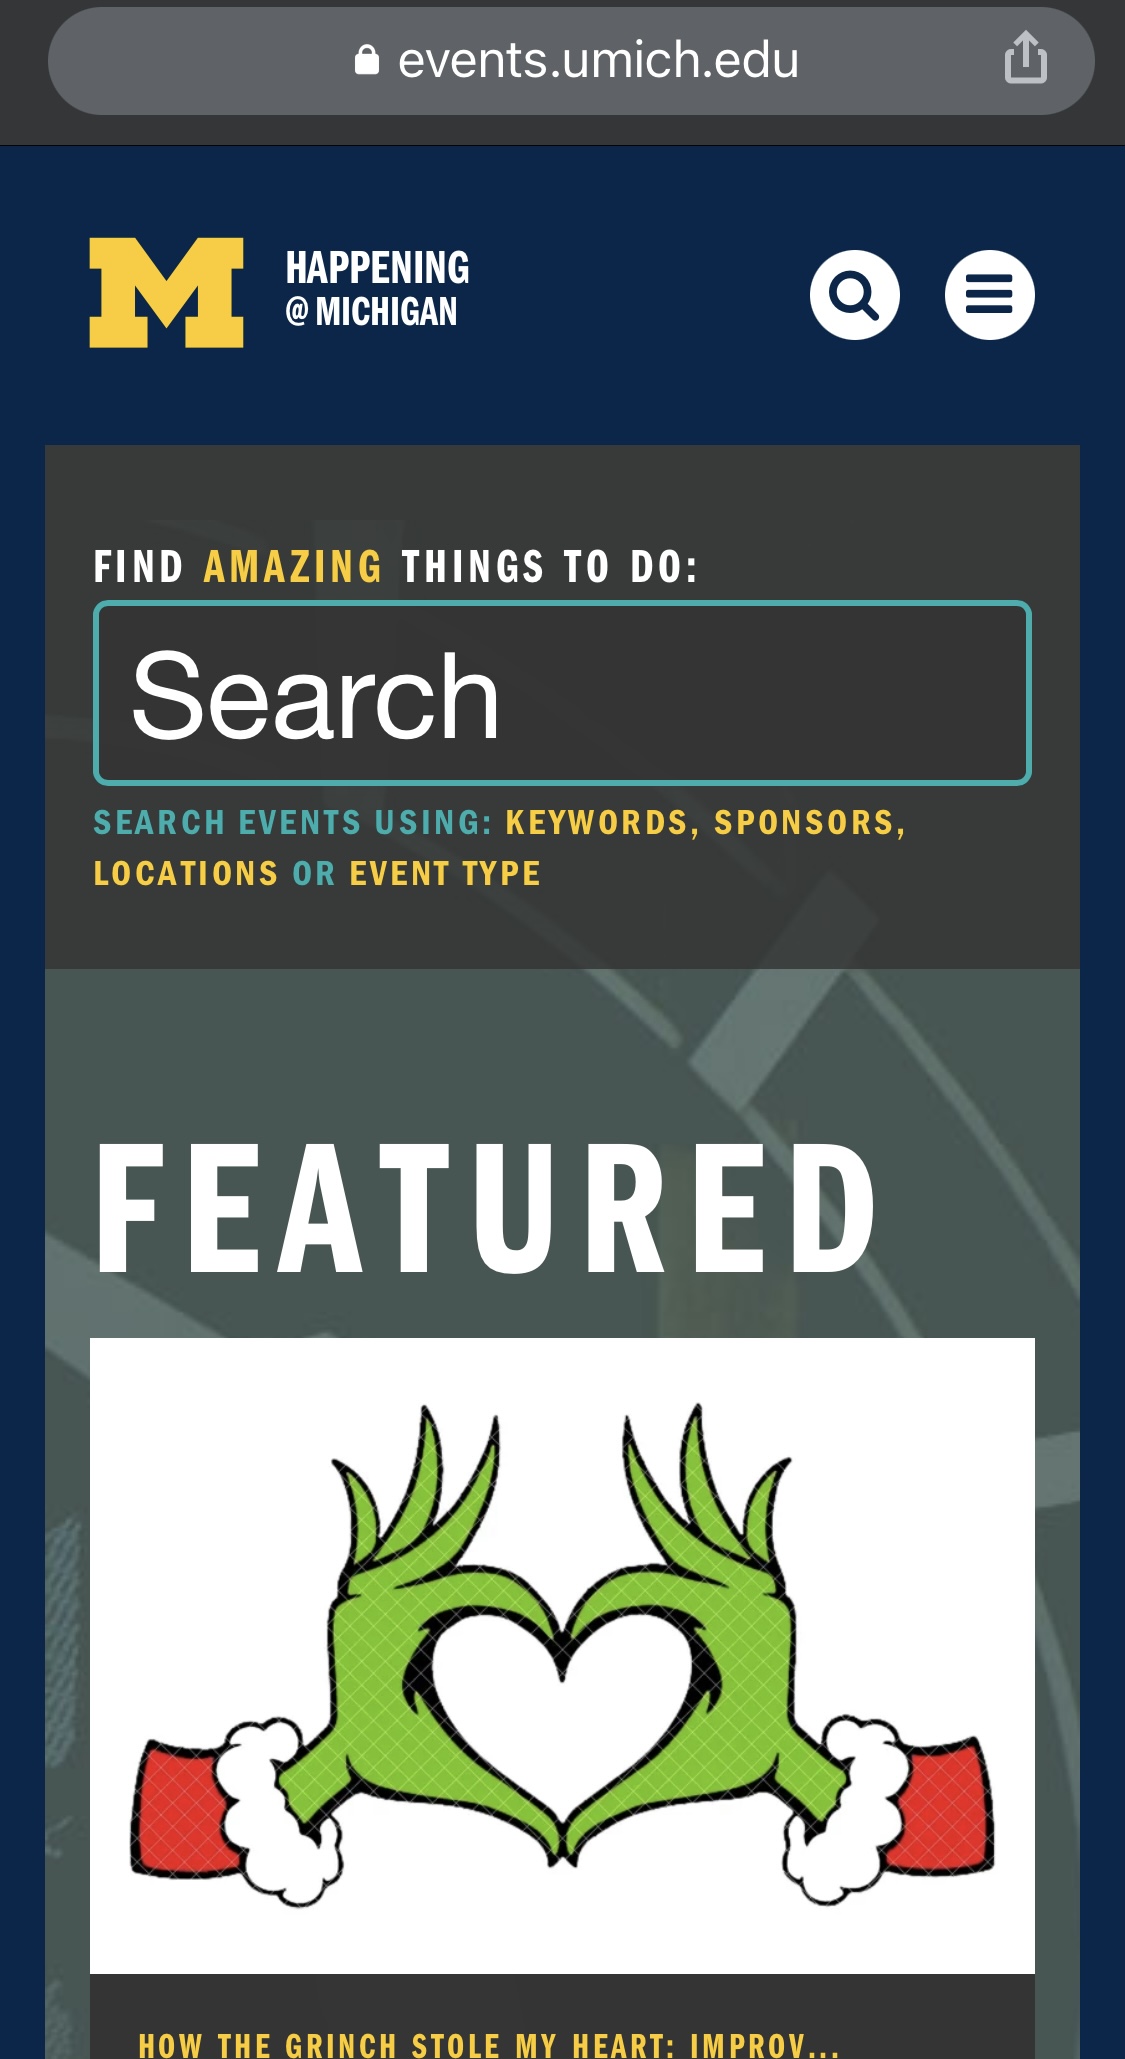 events.umich.edu
M
HAPPENING
@ MICHIGAN
FIND AMAZING THINGS TO DO:
Search
SEARCH EVENTS USING: KEYWORDS, SPONSORS,
LOCATIONS OR EVENT TYPE
FEATURED
HOW THE GRINCH STOLE MY HEART: IMPROV...